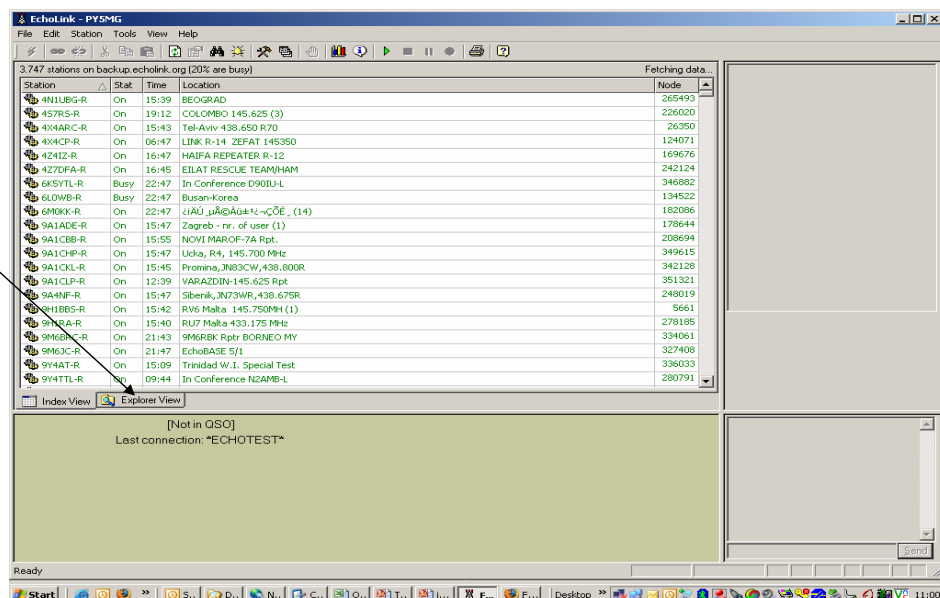 EchoLink - PY5MG
File Edit Station Tools View Help
3.747 stations on backup.echolink.org (20% are busy) Fetching data...
Station Stat Time Location Node
4N1UBG-R On 15:39 BEOGRAD 265493
4S7RS-R On 19:12 COLOMBO 145.625 (3) 226020
4X4ARC-R On 15:43 Tel-Aviv 438.650 R70 26350
4X4CP-R On 06:47 LINK R-14 ZEFAT 145350 124071
4Z4IZ-R On 16:47 HAIFA REPEATER R-12 169676
4Z7DFA-R On 16:45 EILAT RESCUE TEAM/HAM 242124
6K5YTL-R Busy 22:47 In Conference D90IU-L 346882
6L0WB-R Busy 22:47 Busan-Korea 134522
6M0KK-R On 22:47 (14) 182086
9A1ADE-R On 15:47 Zagreb - nr. of user (1) 178644
9A1CBB-R On 15:55 NOVI MAROF-7A Rpt. 208694
9A1CHP-R On 15:47 Ucka, R4, 145.700 MHz 349615
9A1CKL-R On 15:45 Promina,JN83CW,438.800R 342128
9A1CLP-R On 12:39 VARAZDIN-145.625 Rpt 351321
9A4NF-R On 15:47 Sibenik,JN73WR,438.675R 248019
9H1BBS-R On 15:42 RV6 Malta 145.750MH (1) 5661
9H1RA-R On 15:40 RU7 Malta 433.175 MHz 278185
9M6BRC-R On 21:43 9M6RBK Rptr BORNEO MY 334061
9M6JC-R On 21:47 EchoBASE 5/1 327408
9Y4AT-R On 15:09 Trinidad W.I. Special Test 336033
9Y4TTL-R On 09:44 In Conference N2AMB-L 280791
Index View Explorer View
[Not in QSO]
Last connection: *ECHOTEST*
Send
Ready
Start S... D... N... C... O... T... i... E... F... Desktop 11:00